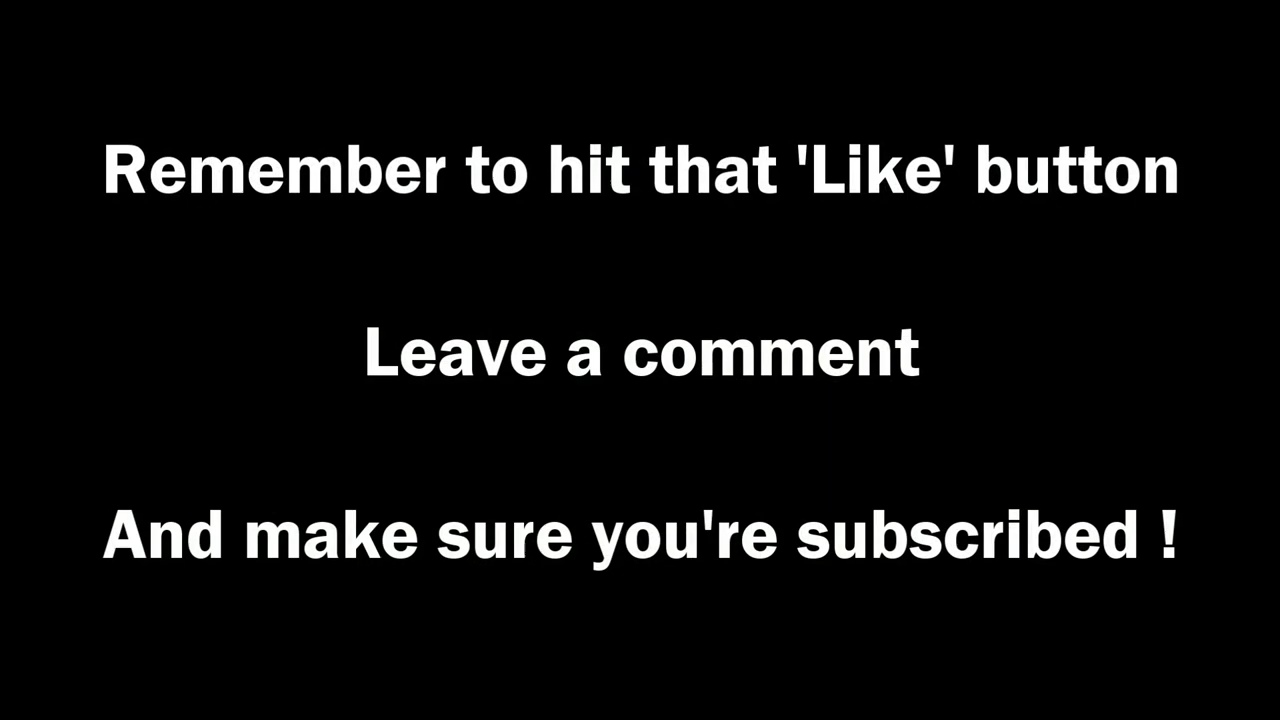 Remember to hit that 'Like' button
Leave a comment
And make sure you're subscribed !